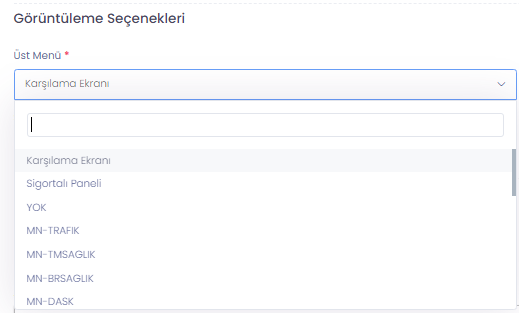 Görüntüleme Seçenekleri
Üst Menü *
Karşılama Ekranı
Karşılama Ekranı
Sigortalı Paneli
YOK
MN-TRAFIK
MN-TMSAGLIK
MN-BRSAGLIK
MN-DASK